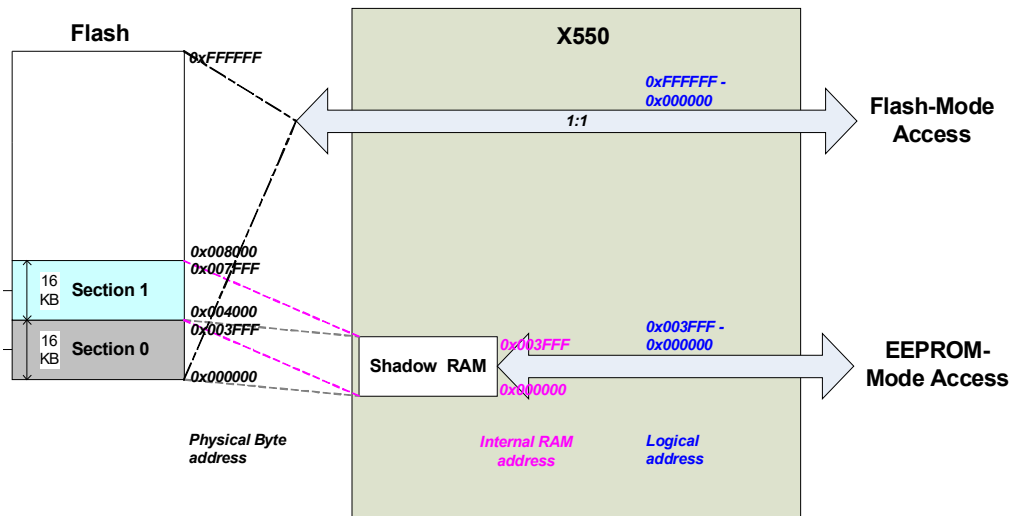 Flash
X550
0xFFFFFF
0xFFFFFF -
0x000000
1:1
Flash-Mode
Access
0x008000
0x007FFF
16
KB
Section 1
0x004000
0x003FFF
16
KB
Section 0
0x000000
Shadow RAM
0x003FFF
0x000000
0x003FFF -
0x000000
EEPROM-
Mode Access
Physical Byte
address
Internal RAM
address
Logical
address